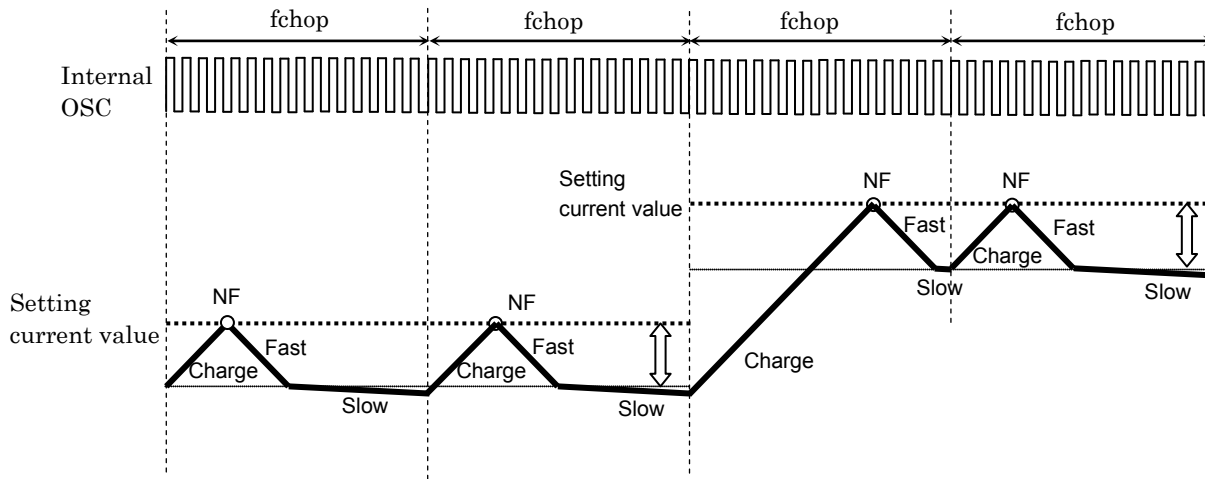 fchop fchop fchop fchop
Internal
OSC
Setting
current value
NF NF
Fast Fast
Charge Charge
Slow Slow
Charge
Setting
current value
NF NF
Fast Fast
Charge Charge
Slow Slow